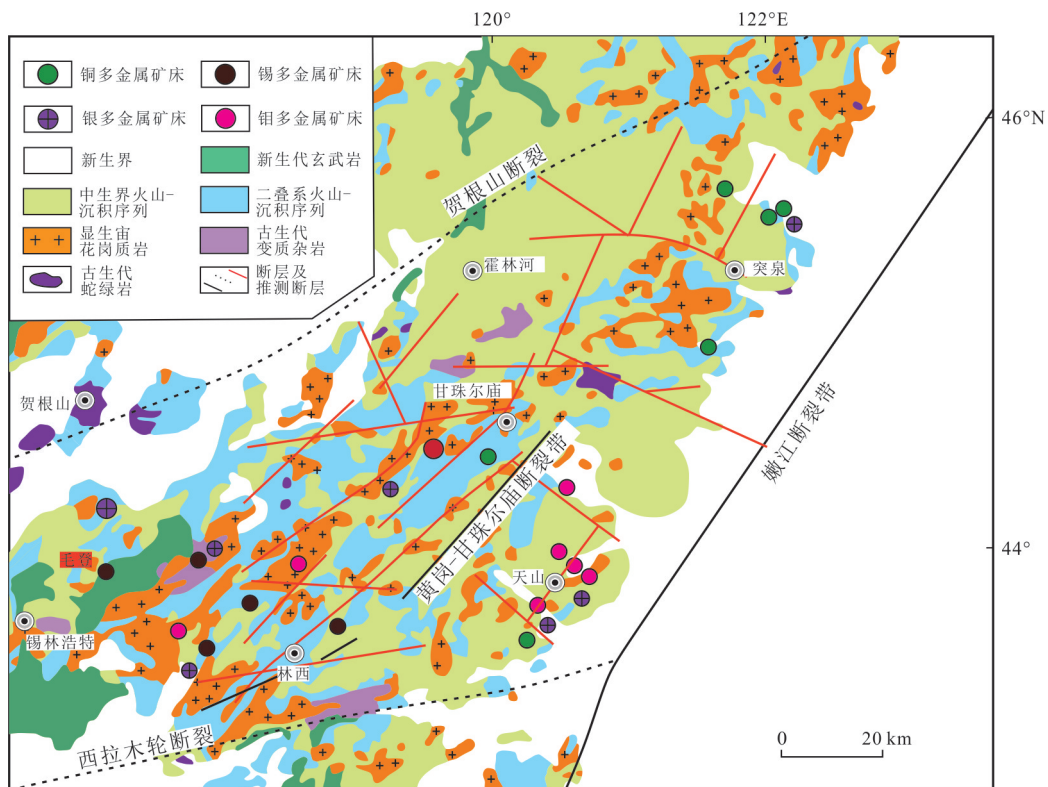 120°
122°E
46°N
44°
铜多金属矿床
锡多金属矿床
银多金属矿床
钼多金属矿床
新生界
新生代玄武岩
中生界火山–
沉积序列
二叠系火山–
沉积序列
显生宙
花岗质岩
古生代
变质杂岩
古生代
蛇绿岩
断层及
推测断层
贺根山断裂
霍林河
突泉
贺根山
甘珠尔庙
嫩江断裂带
黄岗–甘珠尔庙断裂带
毛登
天山
锡林浩特
林西
西拉木轮断裂
0 20 km